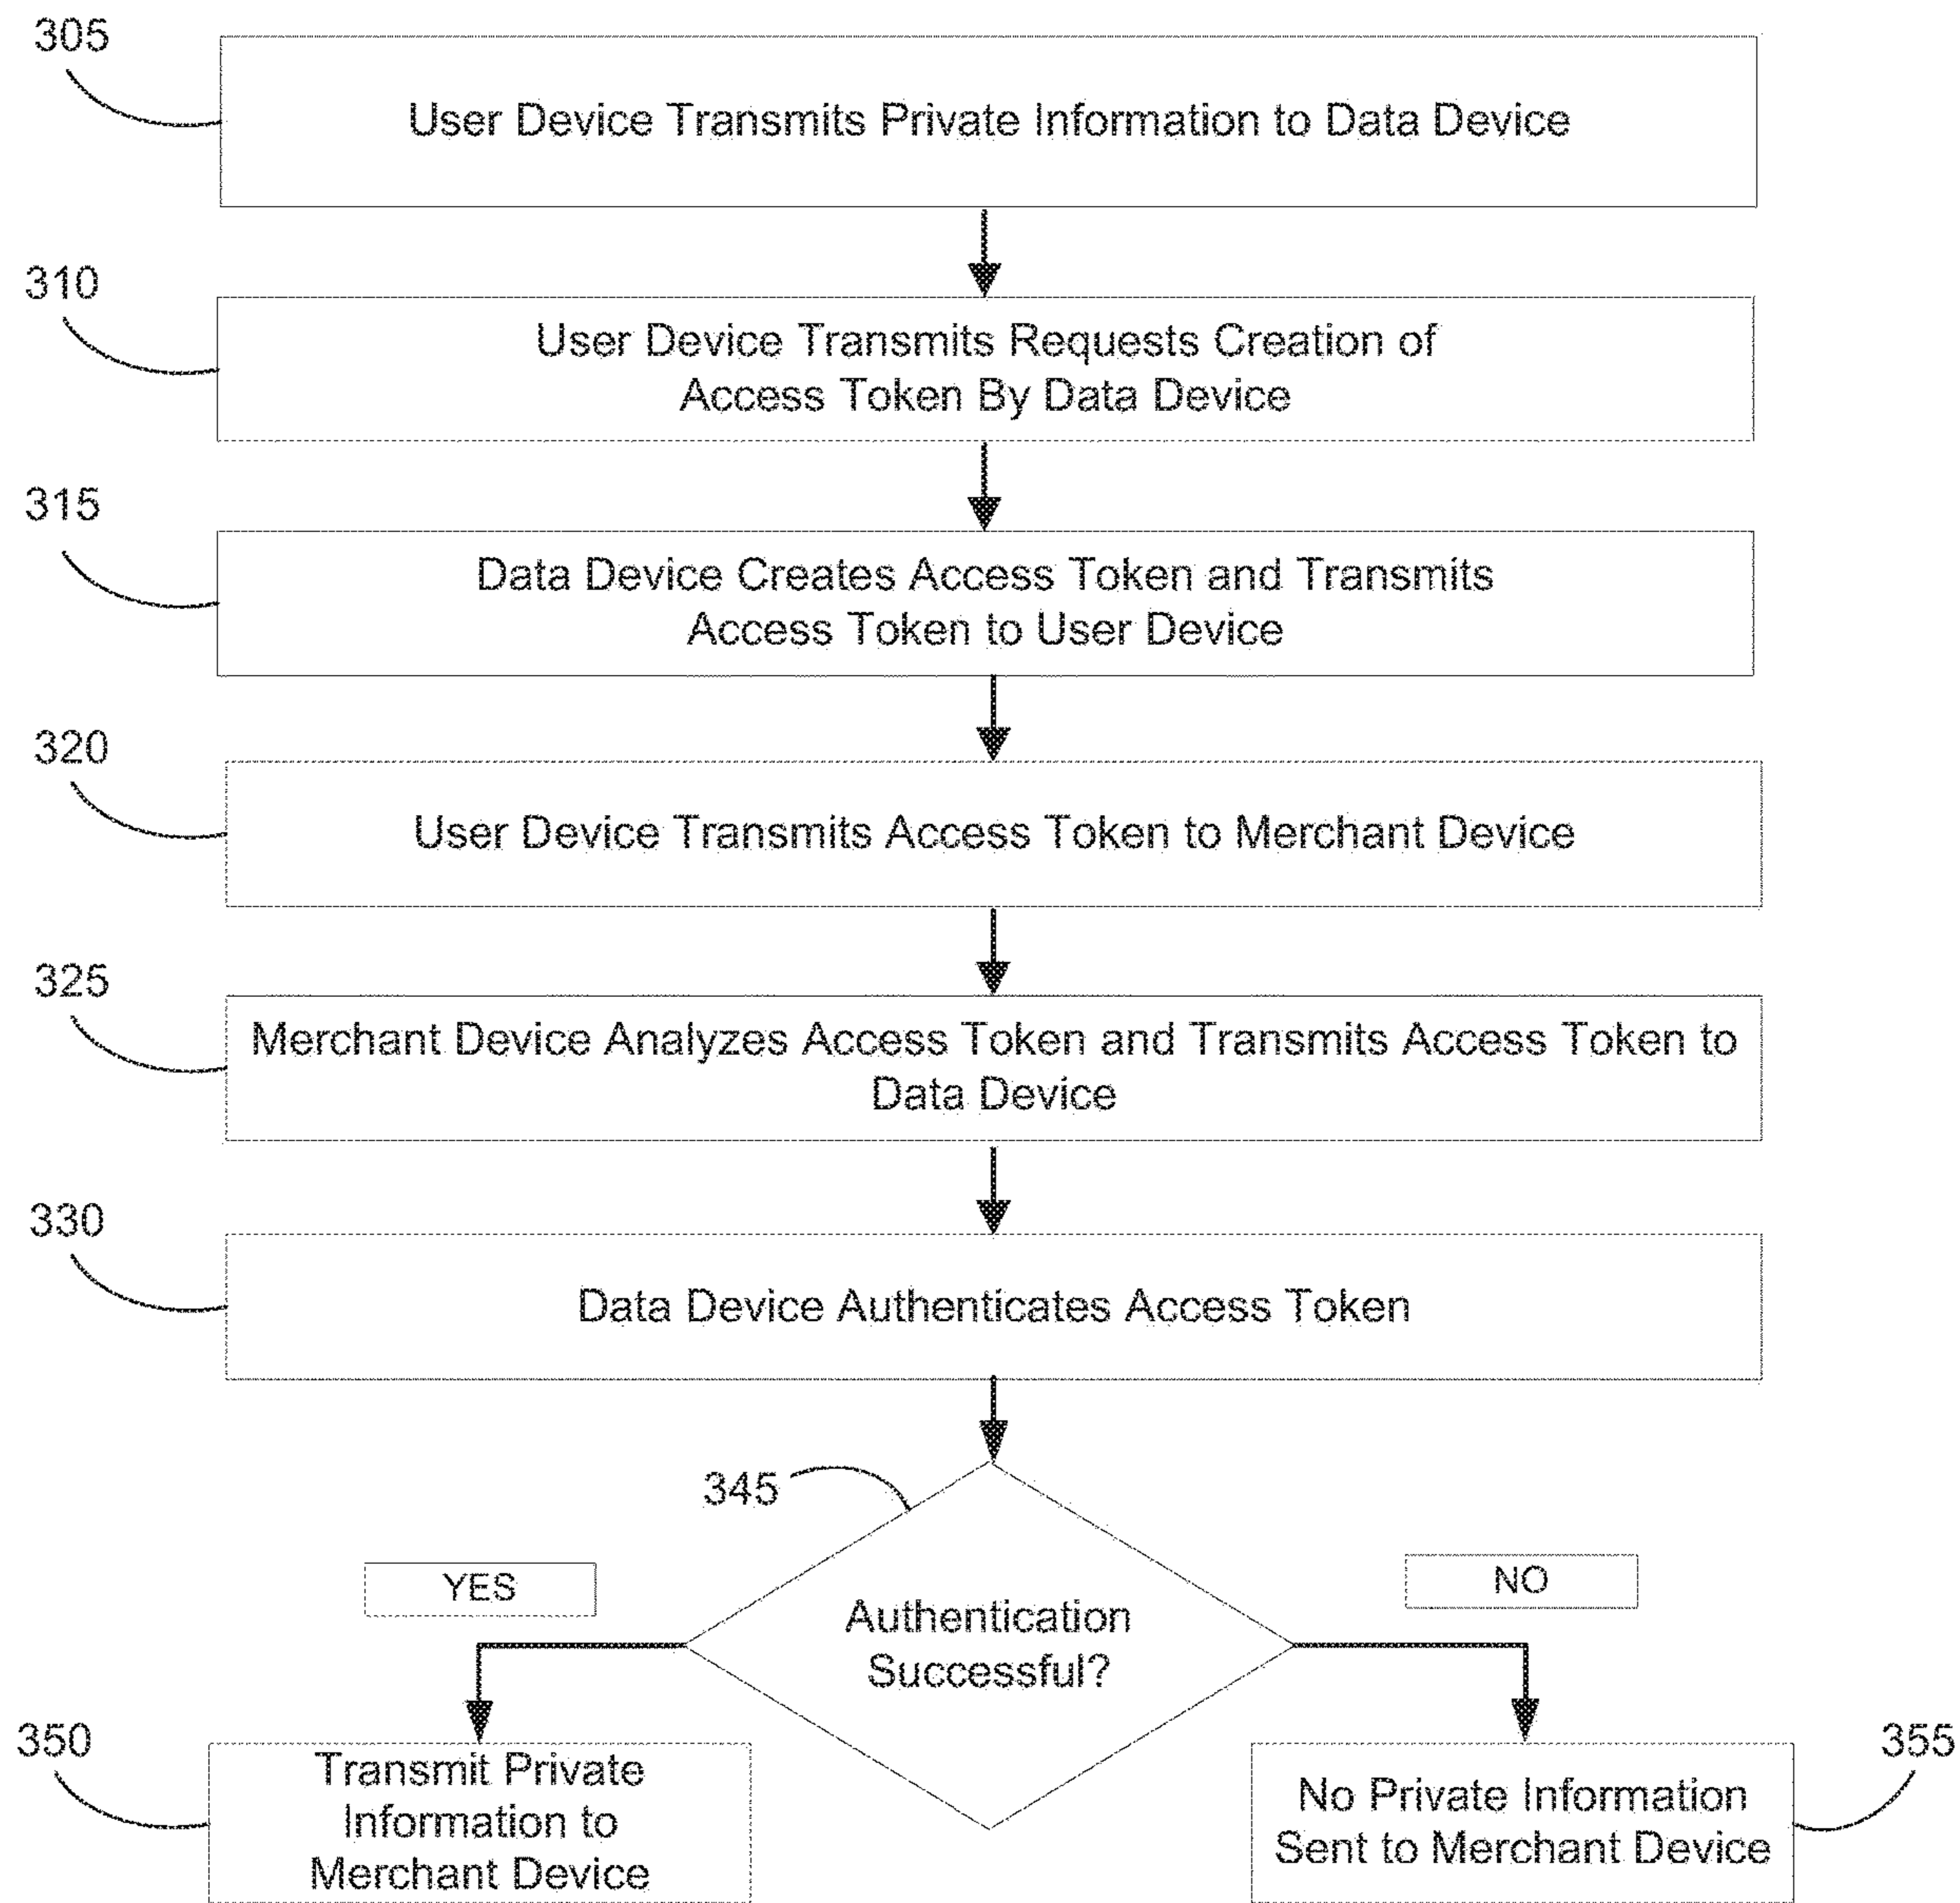 305
User Device Transmits Private Information to Data Device
310
User Device Transmits Requests Creation of
Access Token By Data Device
315
Data Device Creates Access Token and Transmits
Access Token to User Device
320
User Device Transmits Access Token to Merchant Device
325
Merchant Device Analyzes Access Token and Transmits Access Token to
Data Device
330
Data Device Authenticates Access Token
345
YES
NO
Authentication
Successful?
350
Transmit Private
Information to
Merchant Device
355
No Private Information
Sent to Merchant Device